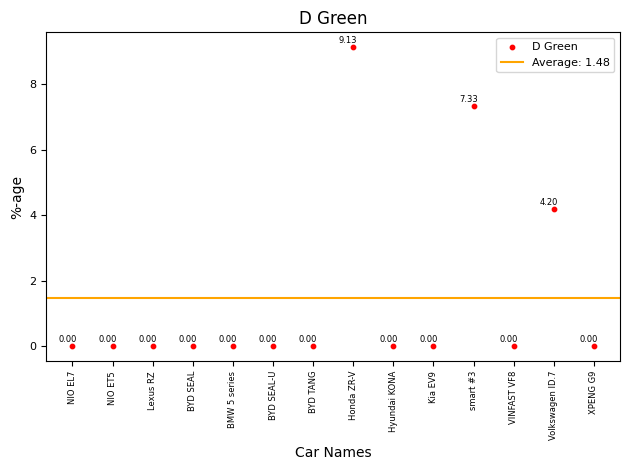 D Green
D Green
Average: 1.48
%-age
8
6
4
2
0
0.00
0.00
0.00
0.00
0.00
0.00
0.00
9.13
0.00
0.00
7.33
0.00
4.20
0.00
NIO EL7
NIO ET5
Lexus RZ
BYD SEAL
BMW 5 series
BYD SEAL-U
BYD TANG
Honda ZR-V
Hyundai KONA
Kia EV9
smart #3
VINFAST VF8
Volkswagen ID.7
XPENG G9
Car Names